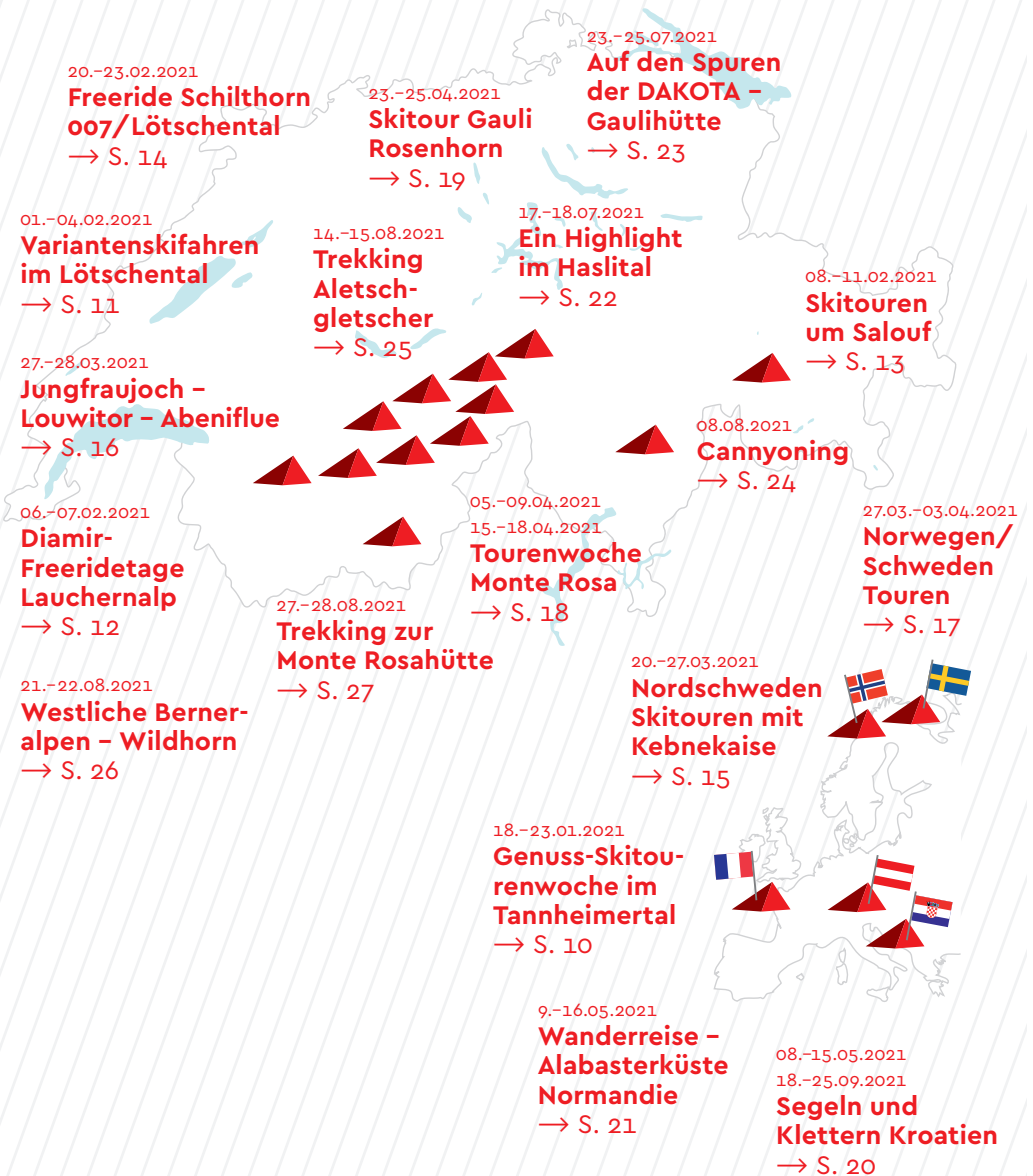 20.–23.02.2021
Freeride Schilthorn
007/Lötschental
→ S. 14
23.–25.04.2021
Skitour Gauli
Rosenhorn
→ S. 19
23.–25.07.2021
Auf den Spuren
der DAKOTA –
Gaulihütte
→ S. 23
01.–04.02.2021
Variantenskifahren
im Lötschental
→ S. 11
14.–15.08.2021
Trekking
Aletsch-
gletscher
→ S. 25
17.–18.07.2021
Ein Highlight
im Haslital
→ S. 22
08.–11.02.2021
Skitouren
um Salouf
→ S. 13
27.–28.03.2021
Jungfraujoch –
Louwitor – Abeniflue
→ S. 16
08.08.2021
Cannyoning
→ S. 24
06.–07.02.2021
Diamir-
Freeridetage
Lauchernalp
→ S. 12
05.–09.04.2021
15.–18.04.2021
Tourenwoche
Monte Rosa
→ S. 18
27.03.–03.04.2021
Norwegen/
Schweden
Touren
→ S. 17
27.–28.08.2021
Trekking zur
Monte Rosahütte
→ S. 27
21.–22.08.2021
Westliche Berner-
alpen – Wildhorn
→ S. 26
20.–27.03.2021
Nordschweden
Skitouren mit
Kebnekaise
→ S. 15
18.–23.01.2021
Genuss-Skitou-
renwoche im
Tannheimertal
→ S. 10
9.–16.05.2021
Wanderreise –
Alabasterküste
Normandie
→ S. 21
08.–15.05.2021
18.–25.09.2021
Segeln und
Klettern Kroatien
→ S. 20